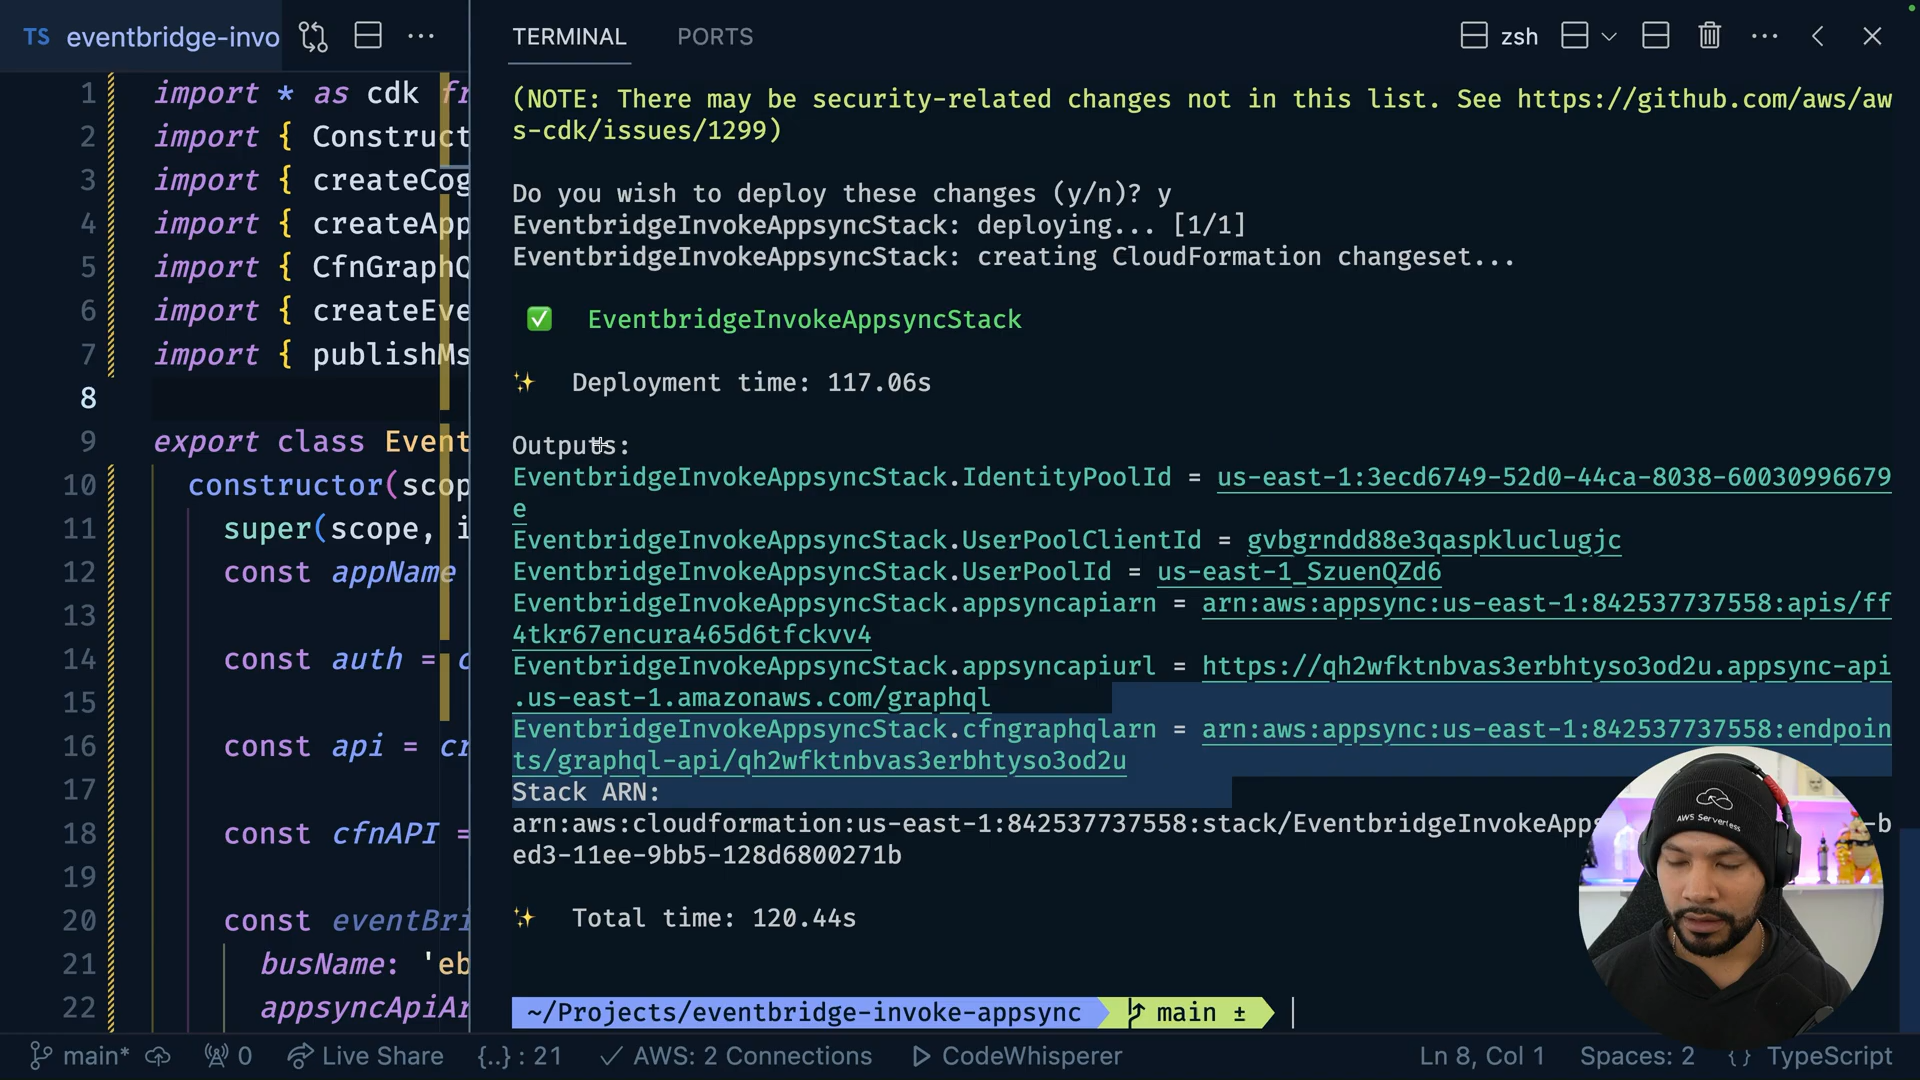 TS eventbridge-invo
TERMINAL PORTS zsh
1 import * as cdk fr
2 import { Construct
3 import { createCog
4 import { createApp
5 import { CfnGraphQ
6 import { createEve
7 import { publishMs
8
9 export class Event
10 constructor(scop
11 super(scope, i
12 const appName
13
14 const auth = c
15
16 const api = cr
17
18 const cfnAPI =
19
20 const eventBri
21 busName: 'eb
22 appsyncApiAr
(NOTE: There may be security-related changes not in this list. See https://github.com/aws/aw
s-cdk/issues/1299)
Do you wish to deploy these changes (y/n)? y
EventbridgeInvokeAppsyncStack: deploying... [1/1]
EventbridgeInvokeAppsyncStack: creating CloudFormation changeset...
✅ EventbridgeInvokeAppsyncStack
✨ Deployment time: 117.06s
Outputs:
EventbridgeInvokeAppsyncStack.IdentityPoolId = us-east-1:3ecd6749-52d0-44ca-8038-60030996679
e
EventbridgeInvokeAppsyncStack.UserPoolClientId = gvbgrndd88e3qaspkluclugjc
EventbridgeInvokeAppsyncStack.UserPoolId = us-east-1_SzuenQZd6
EventbridgeInvokeAppsyncStack.appsyncapiarn = arn:aws:appsync:us-east-1:842537737558:apis/ff
4tkr67encura465d6tfckvv4
EventbridgeInvokeAppsyncStack.appsyncapiurl = https://qh2wfktnbvas3erbhtyso3od2u.appsync-api
.us-east-1.amazonaws.com/graphql
EventbridgeInvokeAppsyncStack.cfngraphqlarn = arn:aws:appsync:us-east-1:842537737558:endpoin
ts/graphql-api/qh2wfktnbvas3erbhtyso3od2u
Stack ARN:
arn:aws:cloudformation:us-east-1:842537737558:stack/EventbridgeInvokeApps -b
ed3-11ee-9bb5-128d6800271b
✨ Total time: 120.44s
AWS Serverless
~/Projects/eventbridge-invoke-appsync main ±
main* 0 Live Share {..} : 21 AWS: 2 Connections CodeWhisperer Ln 8, Col 1 Spaces: 2 { } TypeScript